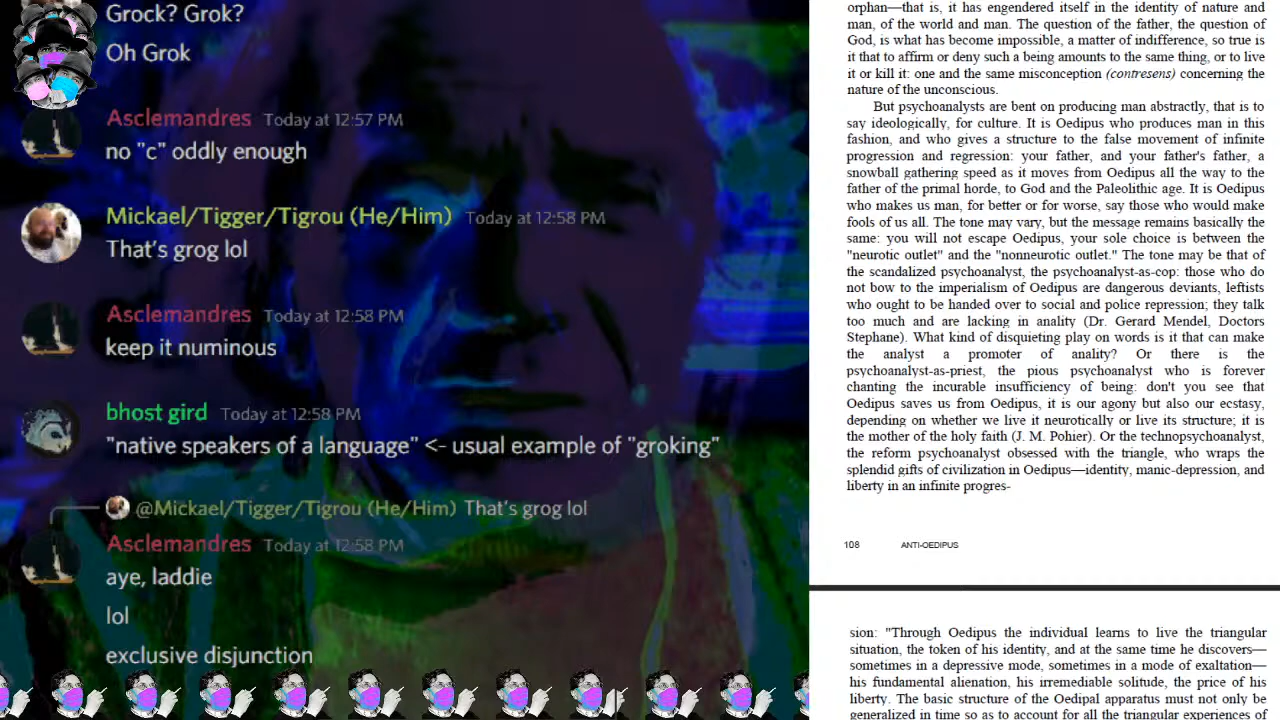 Grock? Grok?
Oh Grok
Asclemandres Today at 12:57 PM
no "c" oddly enough
Mickael/Tigger/Tigrou (He/Him) Today at 12:58 PM
That's grog lol
Asclemandres Today at 12:58 PM
keep it numinous
bhost gird Today at 12:58 PM
"native speakers of a language" <- usual example of "groking"
@Mickael/Tigger/Tigrou (He/Him) That's grog lol
Asclemandres Today at 12:58 PM
aye, laddie
lol
exclusive disjunction
orphan—that is, it has engendered itself in the identity of nature and
man, of the world and man. The question of the father, the question of
God, is what has become impossible, a matter of indifference, so true is
it that to affirm or deny such a being amounts to the same thing, or to live
it or kill it: one and the same misconception (contresens) concerning the
nature of the unconscious.
But psychoanalysts are bent on producing man abstractly, that is to
say ideologically, for culture. It is Oedipus who produces man in this
fashion, and who gives a structure to the false movement of infinite
progression and regression: your father, and your father's father, a
snowball gathering speed as it moves from Oedipus all the way to the
father of the primal horde, to God and the Paleolithic age. It is Oedipus
who makes us man, for better or for worse, say those who would make
fools of us all. The tone may vary, but the message remains basically the
same: you will not escape Oedipus, your sole choice is between the
"neurotic outlet" and the "nonneurotic outlet." The tone may be that of
the scandalized psychoanalyst, the psychoanalyst-as-cop: those who do
not bow to the imperialism of Oedipus are dangerous deviants, leftists
who ought to be handed over to social and police repression; they talk
too much and are lacking in anality (Dr. Gerard Mendel, Doctors
Stephane). What kind of disquieting play on words is it that can make
the analyst a promoter of anality? Or there is the
psychoanalyst-as-priest, the pious psychoanalyst who is forever
chanting the incurable insufficiency of being: don't you see that
Oedipus saves us from Oedipus, it is our agony but also our ecstasy,
depending on whether we live it neurotically or live its structure; it is
the mother of the holy faith (J. M. Pohier). Or the technopsychoanalyst,
the reform psychoanalyst obsessed with the triangle, who wraps the
splendid gifts of civilization in Oedipus—identity, manic-depression, and
liberty in an infinite progres-
108 ANTI-OEDIPUS
sion: "Through Oedipus the individual learns to live the triangular
situation, the token of his identity, and at the same time he discovers—
sometimes in a depressive mode, sometimes in a mode of exaltation—
his fundamental alienation, his irremediable solitude, the price of his
liberty. The basic structure of the Oedipal apparatus must not only be
generalized in time so as to account for all the triangular experiences of